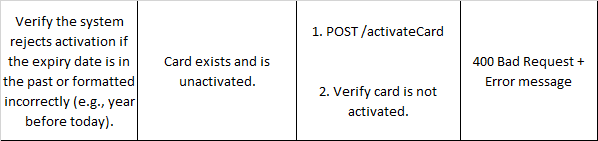 Verify the system
rejects activation if
the expiry date is in
the past or formatted
incorrectly (e.g., year
before today).
Card exists and is
unactivated.
1. POST /activateCard
2. Verify card is not
activated.
400 Bad Request +
Error message